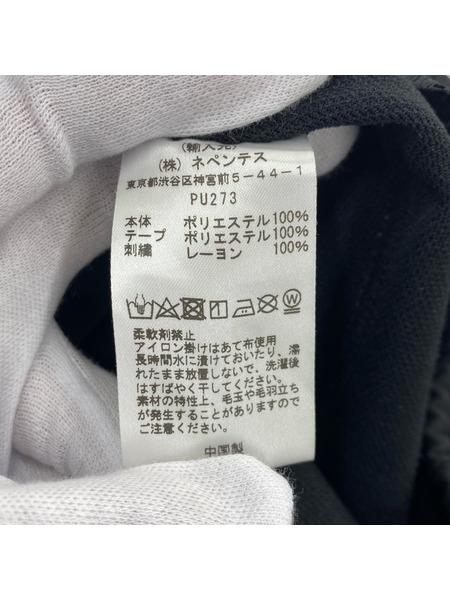 (輸入元)
(株) ネペンテス
東京都渋谷区神宮前5-44-1
PU273
本体 ポリエステル100%
テープ ポリエステル100%
刺繍 レーヨン 100%
柔軟剤禁止
アイロン掛けはあて布使用
長時間水に漬けておいたり、濡
れたまま放置しないで、洗濯後
はすばやく干してください。
素材の特性上、毛玉や毛羽立ち
が発生することがありますので
ご注意ください。
中国製